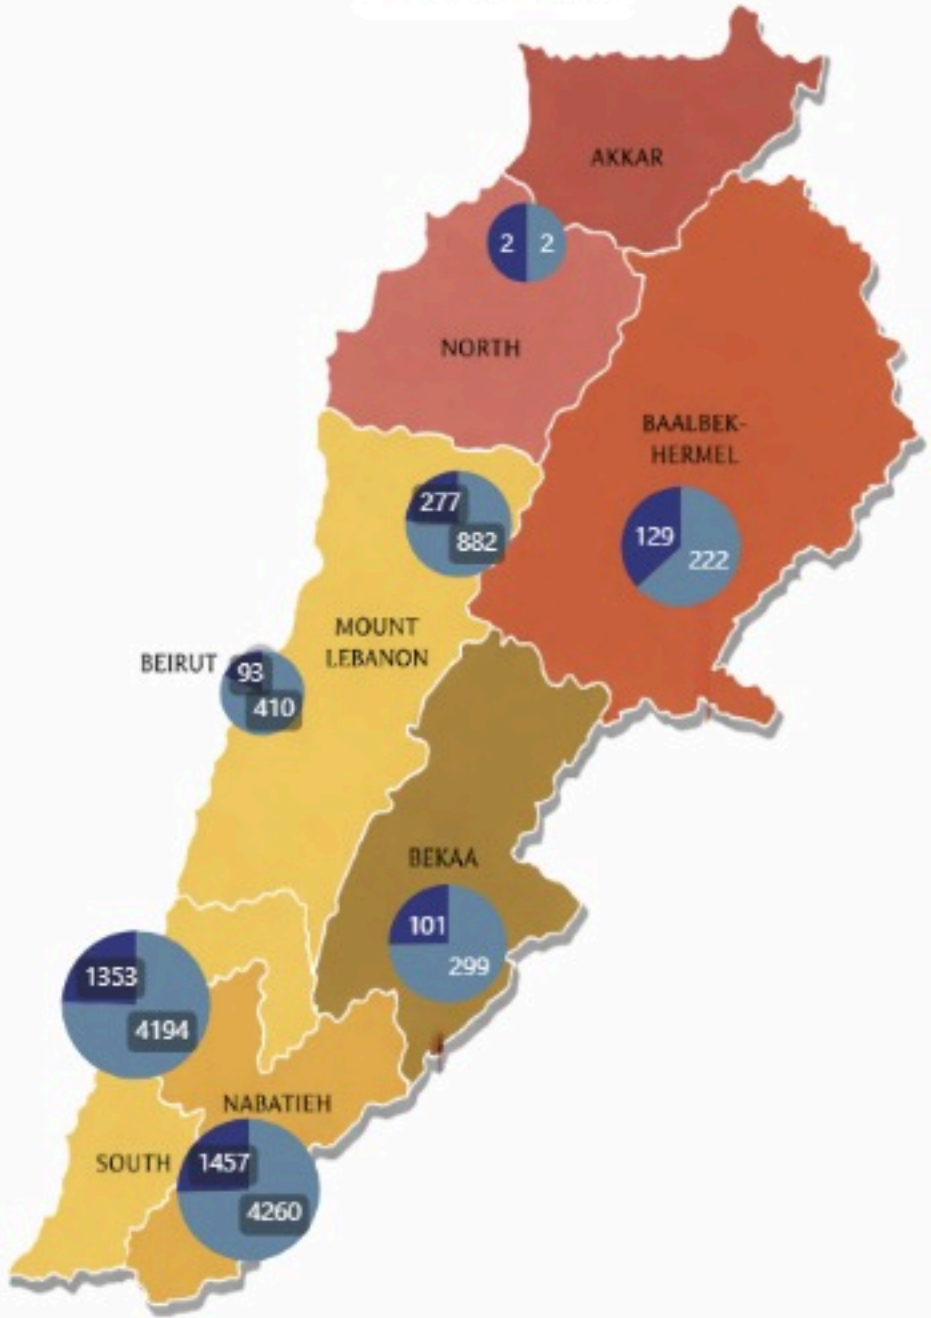 AKKAR
2 2
NORTH
BAALBEK-
HERMEL
277
882
129
222
MOUNT
LEBANON
BEIRUT
93
410
BEKAA
101
299
1353
4194
NABATIEH
SOUTH
1457
4260